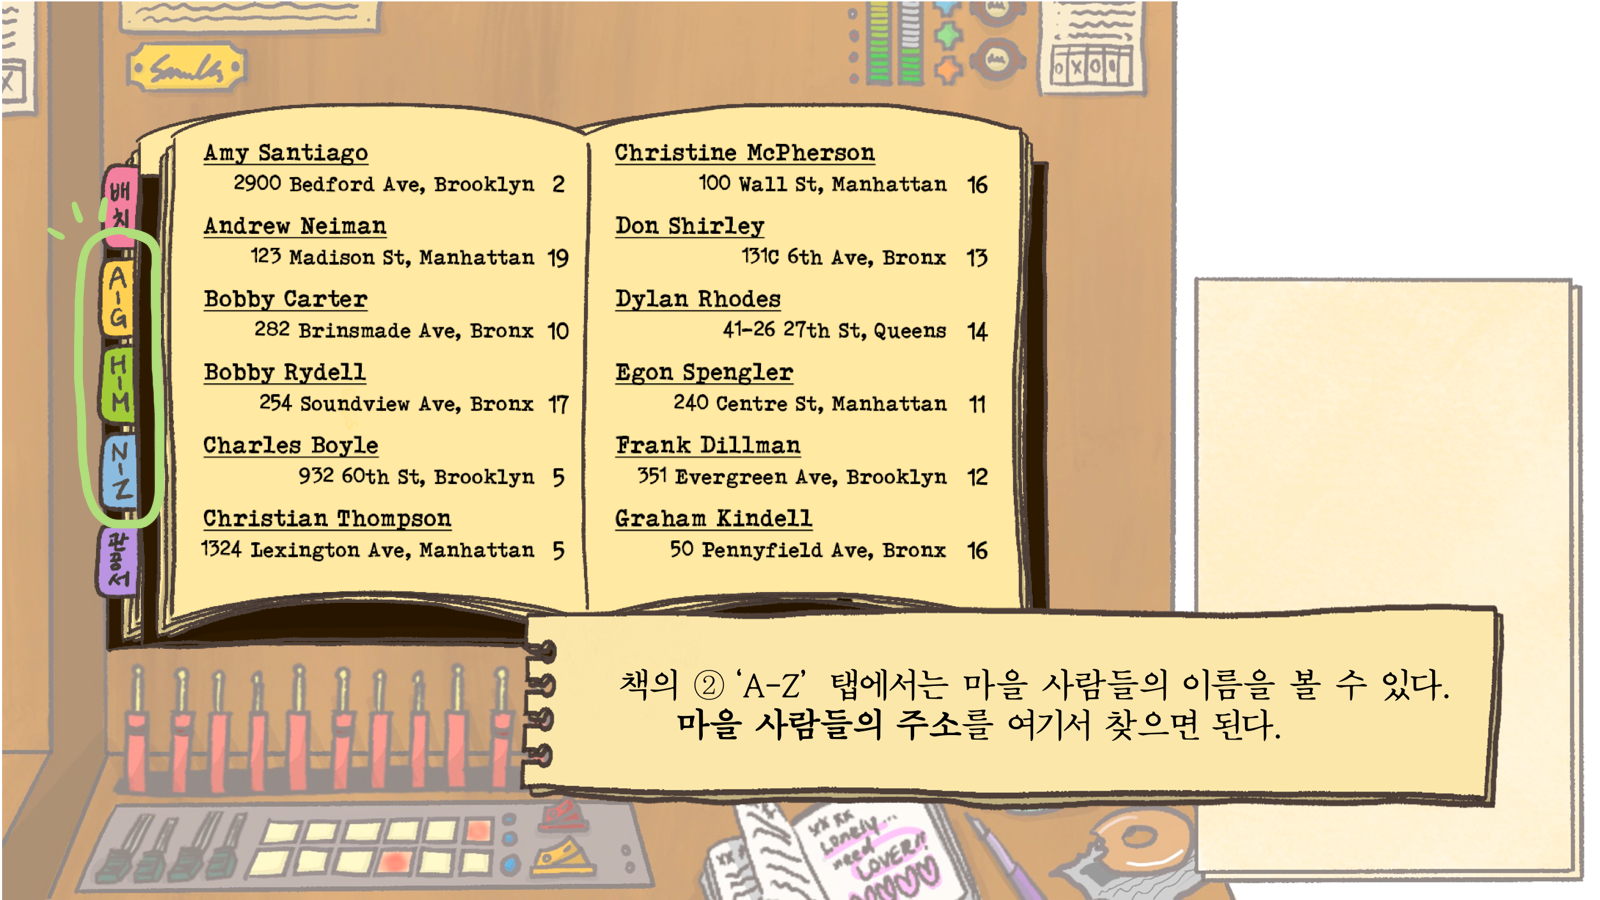 Amy Santiago
2900 Bedford Ave, Brooklyn 2
Andrew Neiman
123 Madison St, Manhattan 19
Bobby Carter
282 Brinsmade Ave, Bronx 10
Bobby Rydell
254 Soundview Ave, Bronx 17
Charles Boyle
932 60th St, Brooklyn 5
Christian Thompson
1324 Lexington Ave, Manhattan 5
Christine McPherson
100 Wall St, Manhattan 16
Don Shirley
131C 6th Ave, Bronx 13
Dylan Rhodes
41-26 27th St, Queens 14
Egon Spengler
240 Centre St, Manhattan 11
Frank Dillman
351 Evergreen Ave, Brooklyn 12
Graham Kindell
50 Pennyfield Ave, Bronx 16
배치
A-G
H-M
N-Z
관공서
책의 ② ‘A-Z’ 탭에서는 마을 사람들의 이름을 볼 수 있다.
마을 사람들의 주소를 여기서 찾으면 된다.
xx xx
Lonely...
need
LOVER!!